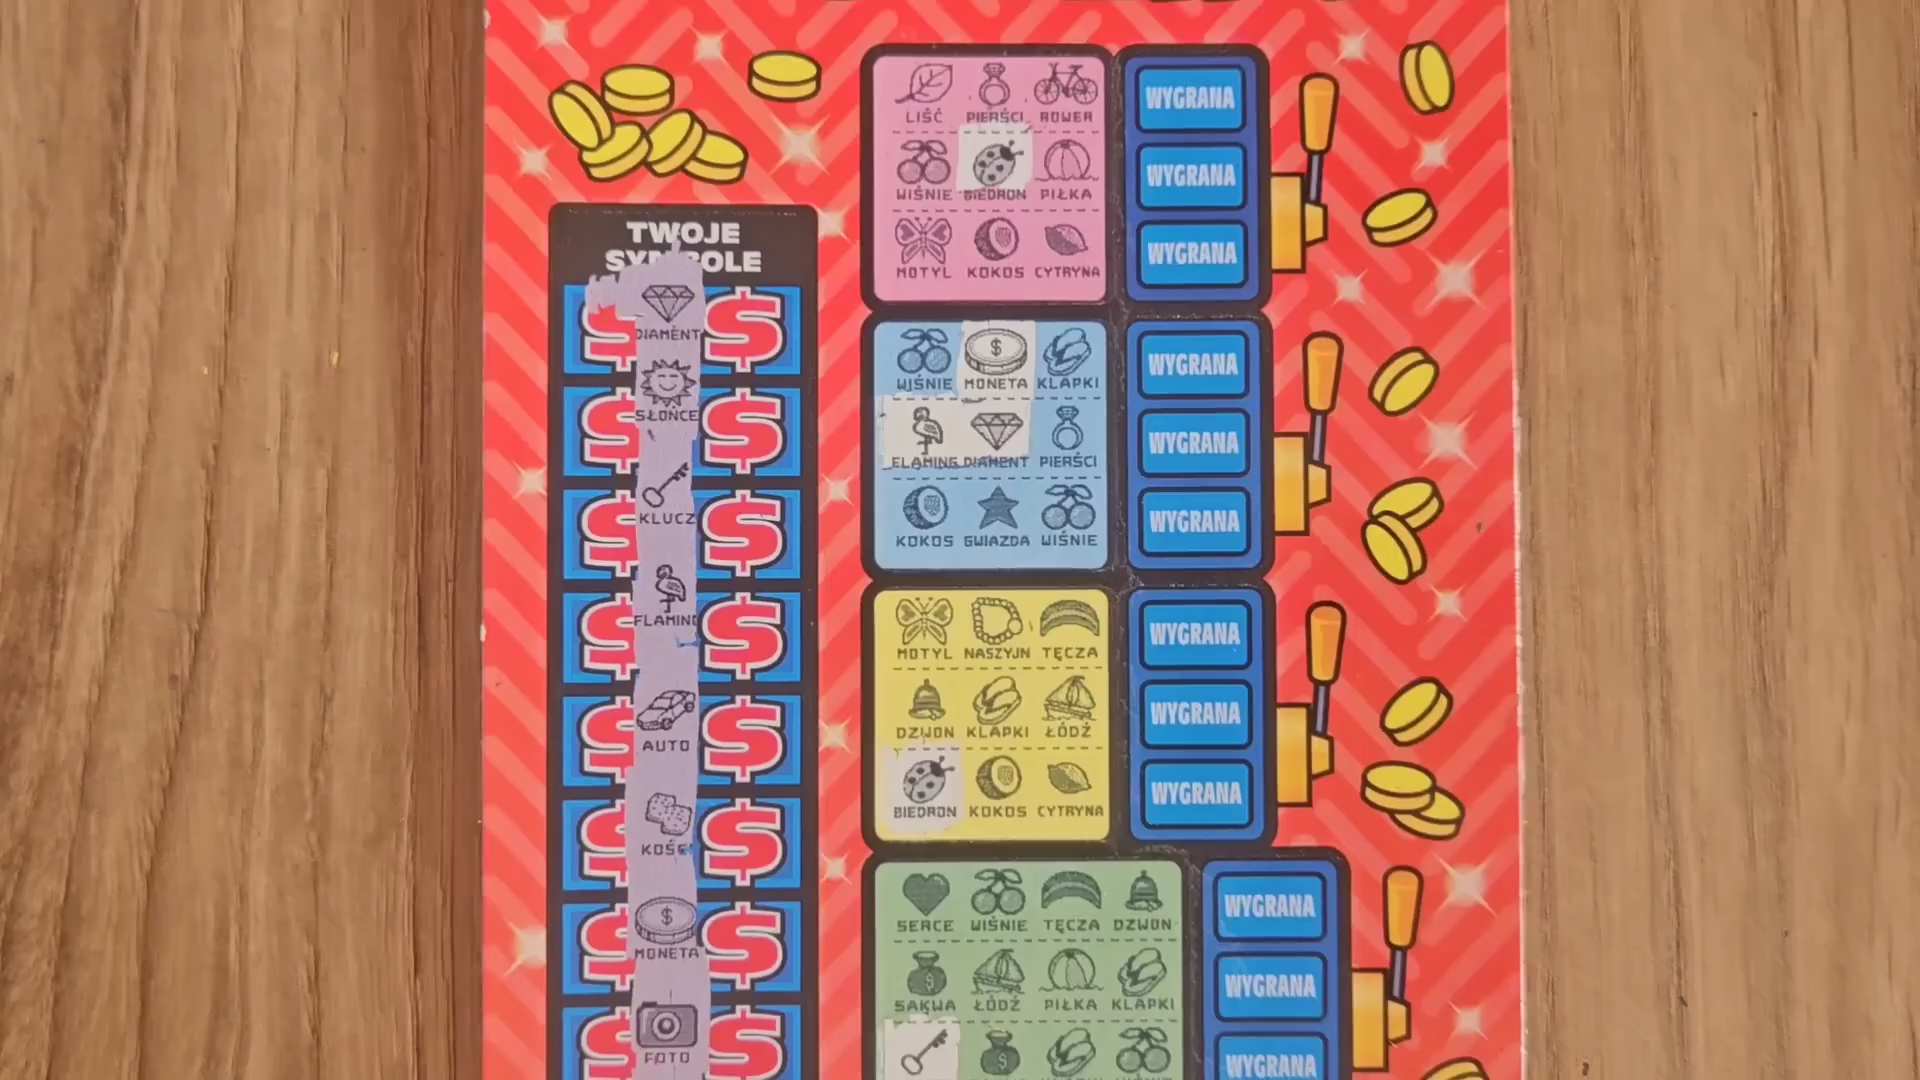 TWOJE
SYMBOLE
DIAMENT
SŁOŃCE
KLUCZ
FLAMING
AUTO
KOŚCI
MONETA
FOTO
LIŚĆ PIERŚCI ROWER
WIŚNIE BIEDRON PIŁKA
MOTYL KOKOS CYTRYNA
WYGRANA
WYGRANA
WYGRANA
WIŚNIE MONETA KLAPKI
FLAMING DIAMENT PIERŚCI
KOKOS GWIAZDA WIŚNIE
WYGRANA
WYGRANA
WYGRANA
MOTYL NASZYJN TĘCZA
DZWON KLAPKI ŁÓDŹ
BIEDRON KOKOS CYTRYNA
WYGRANA
WYGRANA
WYGRANA
SERCE WIŚNIE TĘCZA DZWON
SAKWA ŁÓDŹ PIŁKA KLAPKI
WYGRANA
WYGRANA
WYGRANA